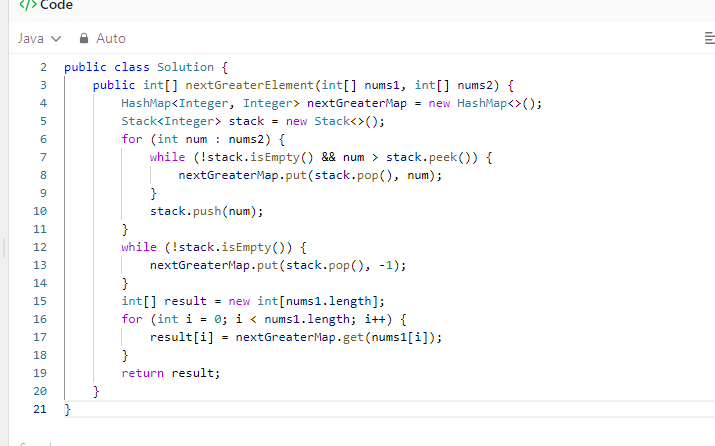 </> Code
Java Auto
2 public class Solution {
3 public int[] nextGreaterElement(int[] nums1, int[] nums2) {
4 HashMap<Integer, Integer> nextGreaterMap = new HashMap<>();
5 Stack<Integer> stack = new Stack<>();
6 for (int num : nums2) {
7 while (!stack.isEmpty() && num > stack.peek()) {
8 nextGreaterMap.put(stack.pop(), num);
9 }
10 stack.push(num);
11 }
12 while (!stack.isEmpty()) {
13 nextGreaterMap.put(stack.pop(), -1);
14 }
15 int[] result = new int[nums1.length];
16 for (int i = 0; i < nums1.length; i++) {
17 result[i] = nextGreaterMap.get(nums1[i]);
18 }
19 return result;
20 }
21 }